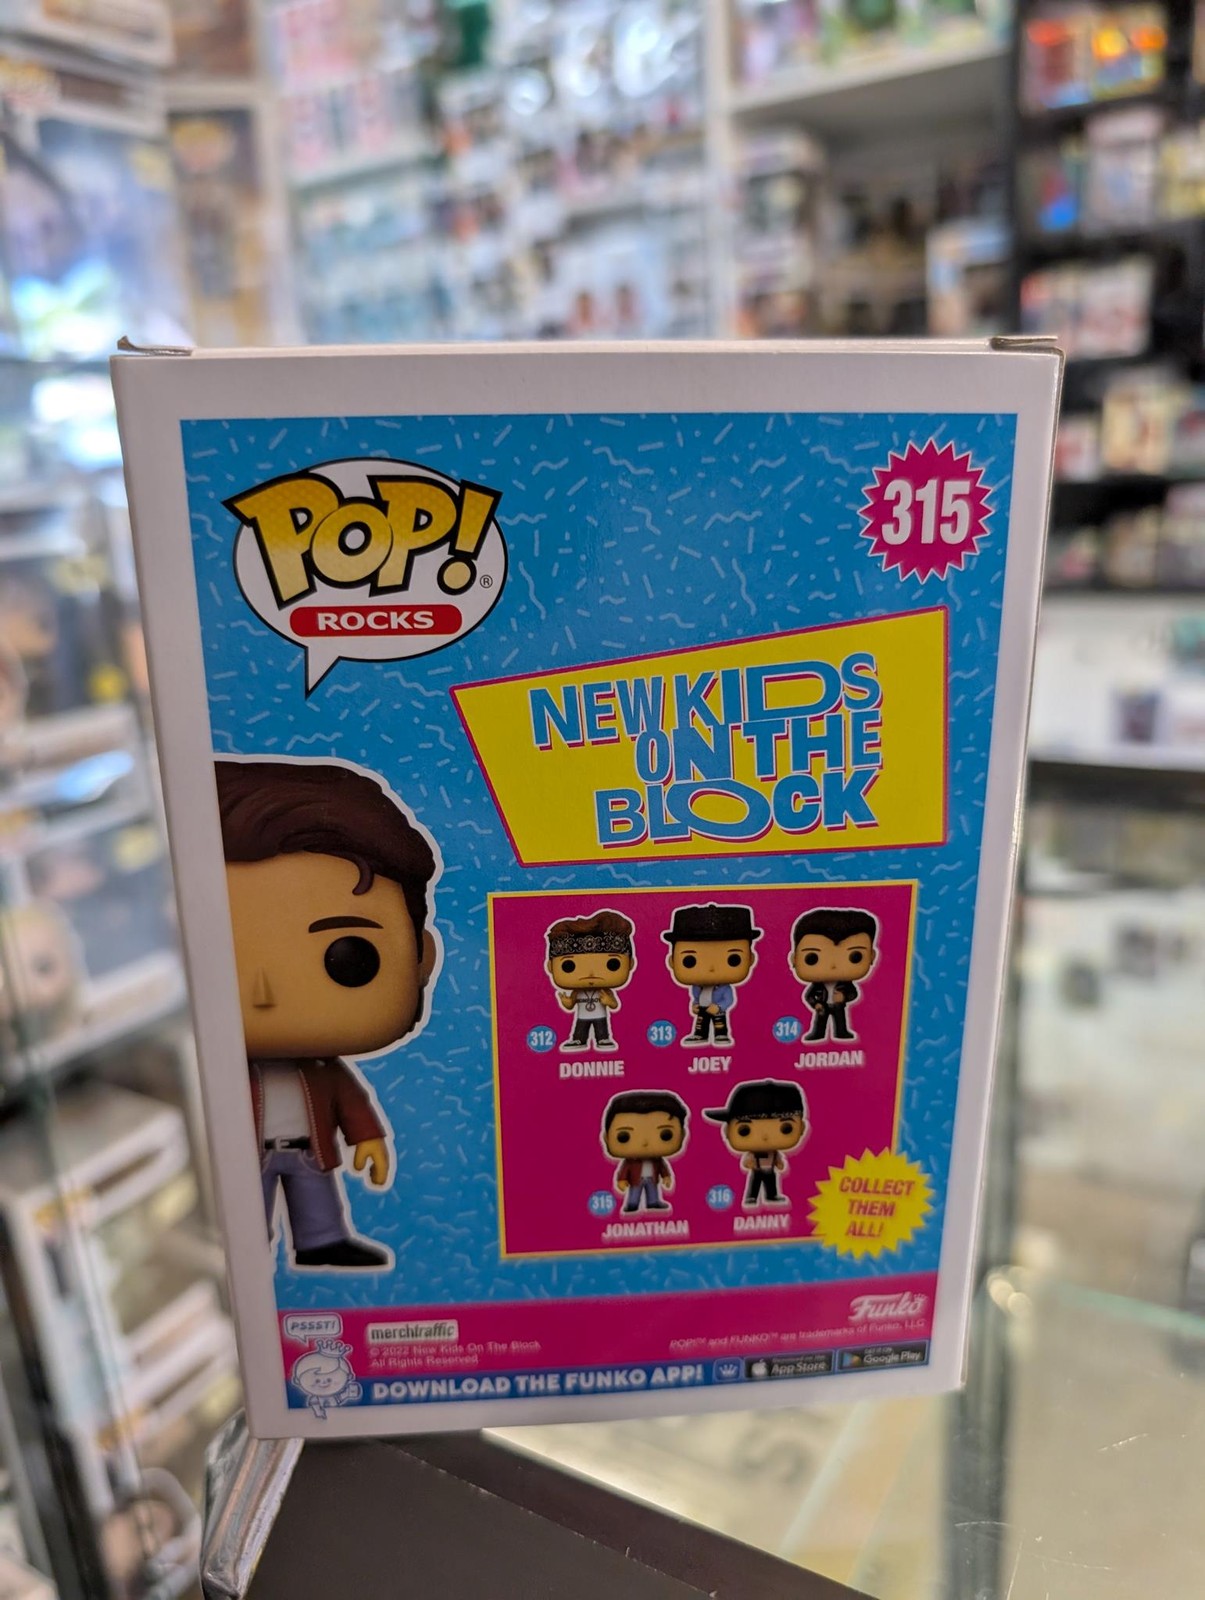 POP!®
ROCKS
315
NEW KIDS
ON THE
BLOCK
312
DONNIE
313
JOEY
314
JORDAN
315
JONATHAN
316
DANNY
COLLECT
THEM
ALL!
PSSST!
merchtraffic
© 2022 New Kids On The Block
All Rights Reserved
Funko
POP!™ and FUNKO™ are trademarks of Funko, LLC
DOWNLOAD THE FUNKO APP!
App Store
Google Play